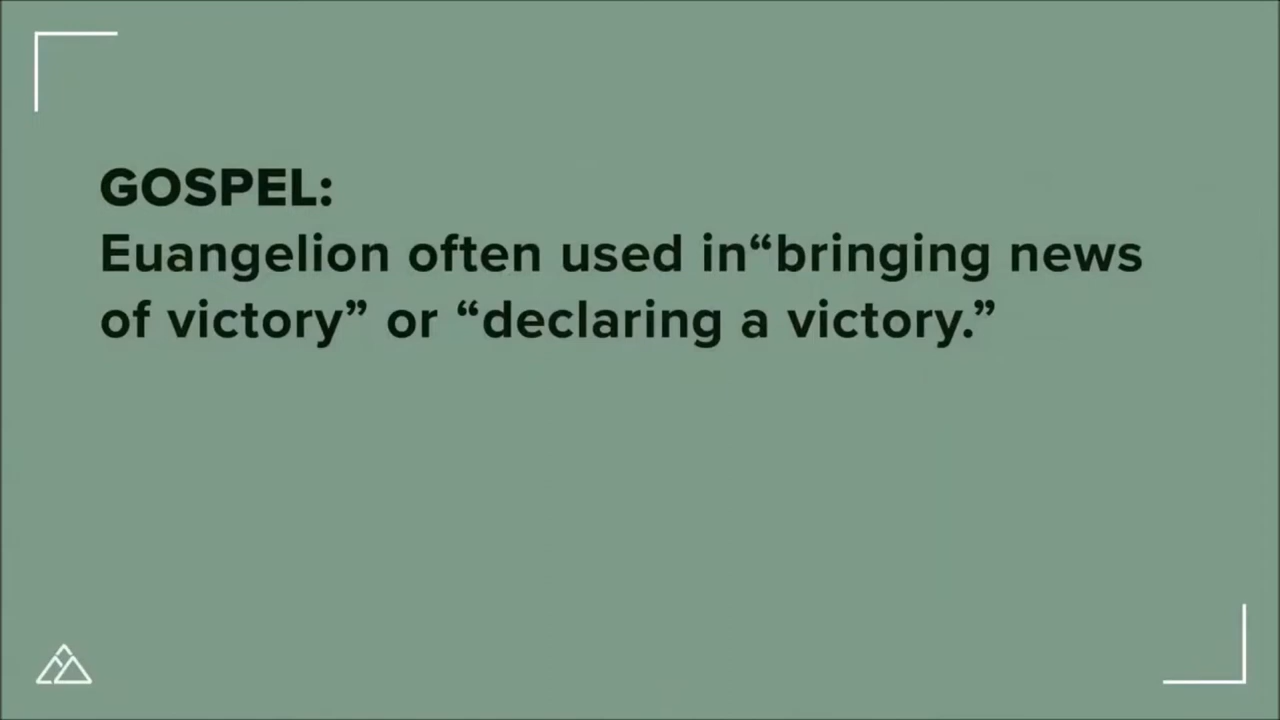 GOSPEL:
Euangelion often used in“bringing news
of victory” or “declaring a victory.”